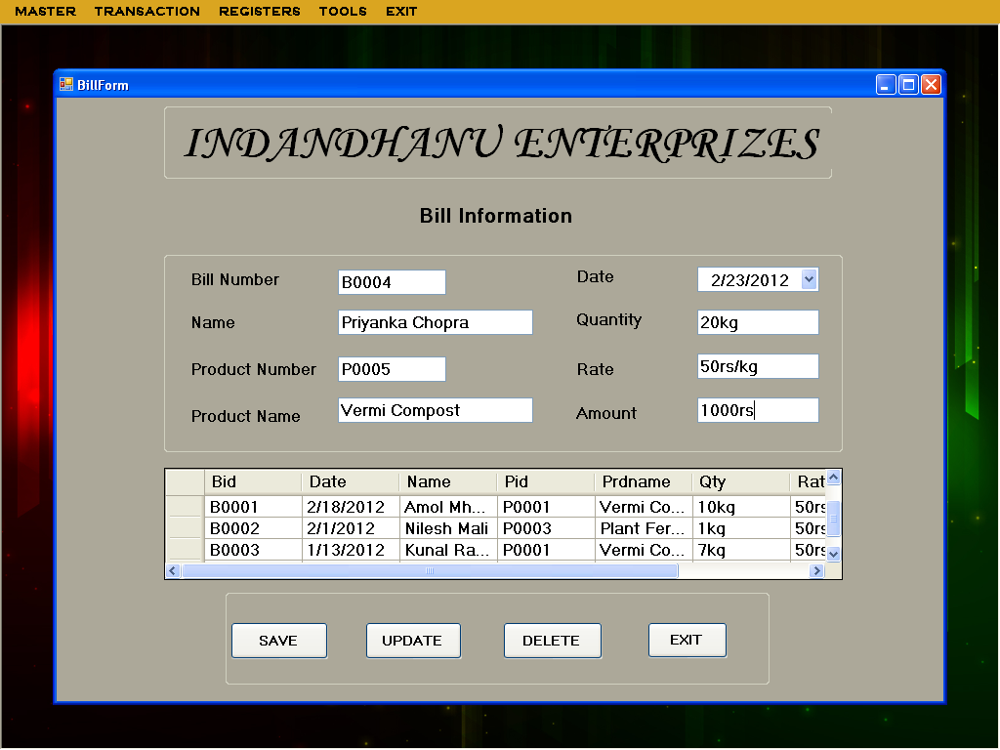 MASTER TRANSACTION REGISTERS TOOLS EXIT
BillForm
INDANDHANU ENTERPRIZES
Bill Information
Bill Number B0004 Date 2/23/2012
Name Priyanka Chopra Quantity 20kg
Product Number P0005 Rate 50rs/kg
Product Name Vermi Compost Amount 1000rs
Bid Date Name Pid Prdname Qty Rat
B0001 2/18/2012 Amol Mh... P0001 Vermi Co... 10kg 50rs
B0002 2/1/2012 Nilesh Mali P0003 Plant Fer... 1kg 50rs
B0003 1/13/2012 Kunal Ra... P0001 Vermi Co... 7kg 50rs
SAVE UPDATE DELETE EXIT